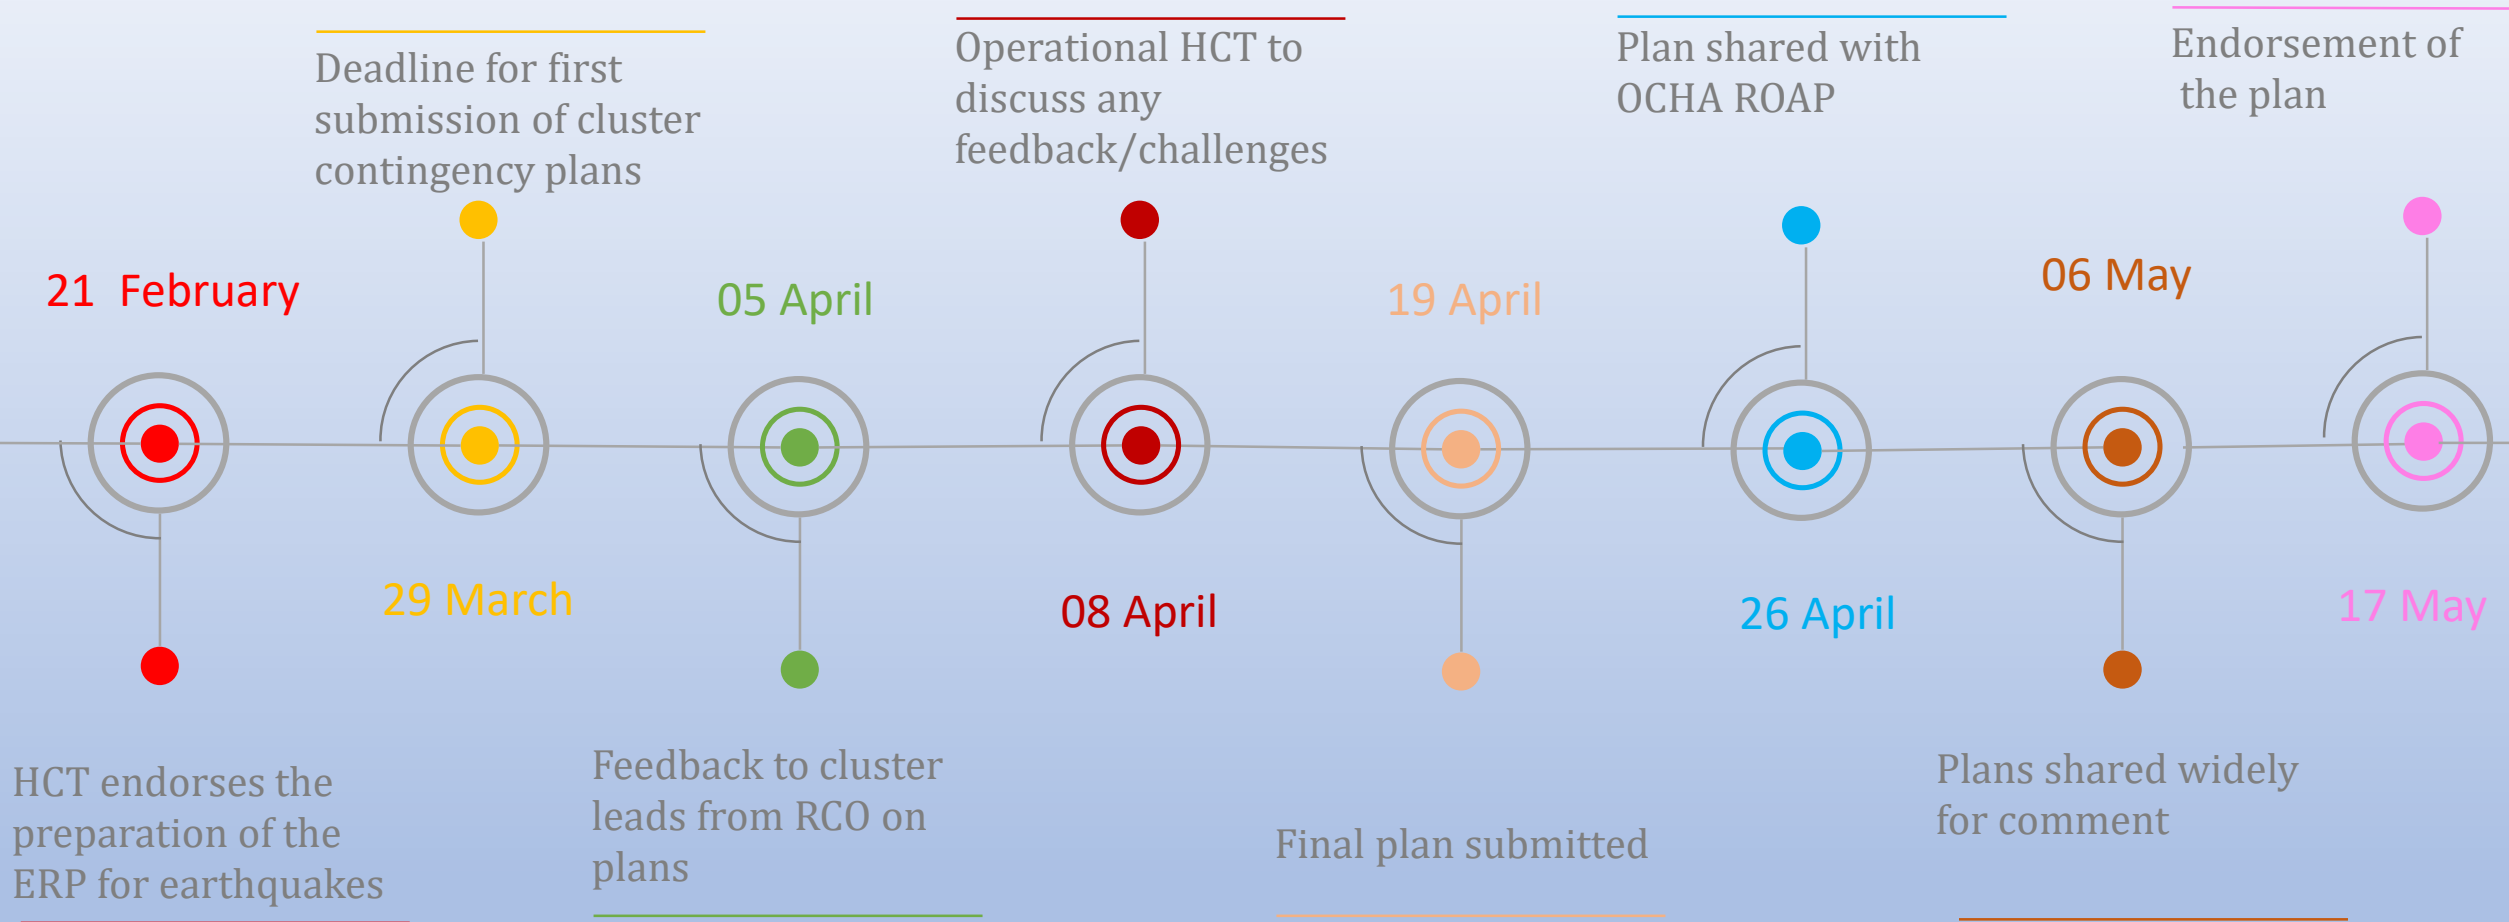 21 February
HCT endorses the
preparation of the
ERP for earthquakes
Deadline for first
submission of cluster
contingency plans
29 March
05 April
Feedback to cluster
leads from RCO on
plans
Operational HCT to
discuss any
feedback/challenges
08 April
19 April
Final plan submitted
Plan shared with
OCHA ROAP
26 April
06 May
Plans shared widely
for comment
Endorsement of
the plan
17 May